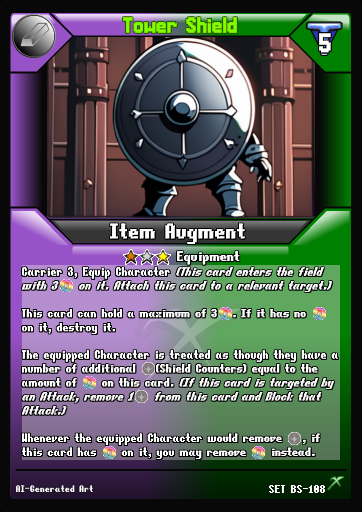 Tower Shield
5
Item Augment
Equipment
Carrier 3, Equip Character (This card enters the field
with 3 on it. Attach this card to a relevant target.)
This card can hold a maximum of 3. If it has no
on it, destroy it.
The equipped Character is treated as though they have a
number of additional (Shield Counters) equal to the
amount of on this card. (If this card is targeted by
an Attack, remove 1 from this card and Block that
Attack.)
Whenever the equipped Character would remove , if
this card has on it, you may remove instead.
AI-Generated Art
SET BS-108